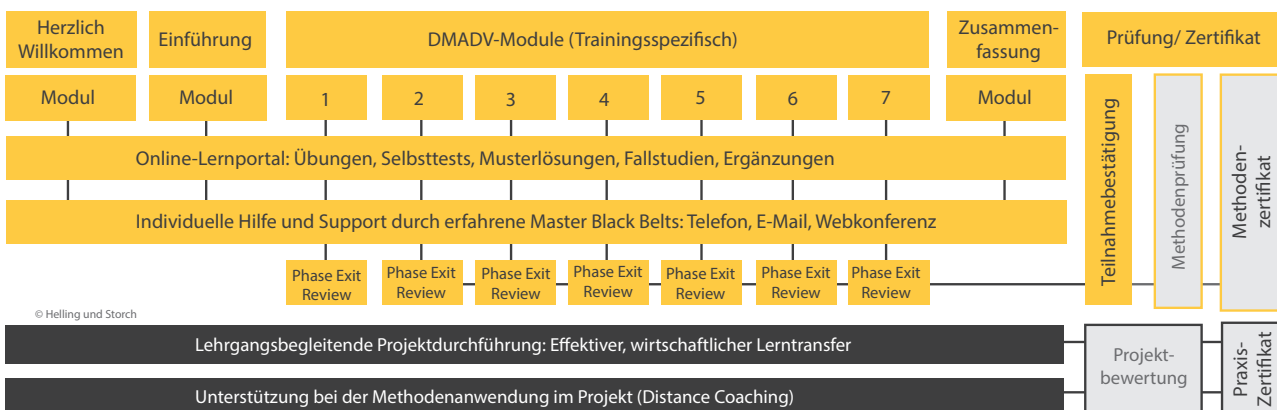 Herzlich
Willkommen
Einführung
DMADV-Module (Trainingsspezifisch)
Zusammen-
fassung
Prüfung/ Zertifikat
Modul
Modul
1
2
3
4
5
6
7
Modul
Teilnahmebestätigung
Methodenprüfung
Methoden-
zertifikat
Online-Lernportal: Übungen, Selbsttests, Musterlösungen, Fallstudien, Ergänzungen
Individuelle Hilfe und Support durch erfahrene Master Black Belts: Telefon, E-Mail, Webkonferenz
Phase Exit
Review
Phase Exit
Review
Phase Exit
Review
Phase Exit
Review
Phase Exit
Review
Phase Exit
Review
Phase Exit
Review
© Helling und Storch
Lehrgangsbegleitende Projektdurchführung: Effektiver, wirtschaftlicher Lerntransfer
Projekt-
bewertung
Praxis-
Zertifikat
Unterstützung bei der Methodenanwendung im Projekt (Distance Coaching)